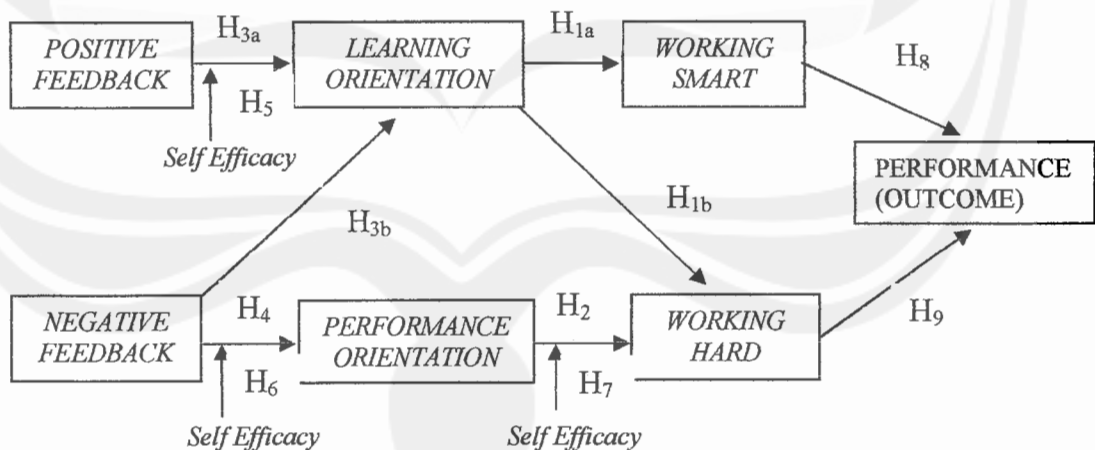 H3a
H1a
POSITIVE
FEEDBACK
LEARNING
ORIENTATION
WORKING
SMART
H8
H5
Self Efficacy
PERFORMANCE
(OUTCOME)
H1b
H3b
H4
H2
H9
NEGATIVE
FEEDBACK
PERFORMANCE
ORIENTATION
WORKING
HARD
H6
H7
Self Efficacy
Self Efficacy